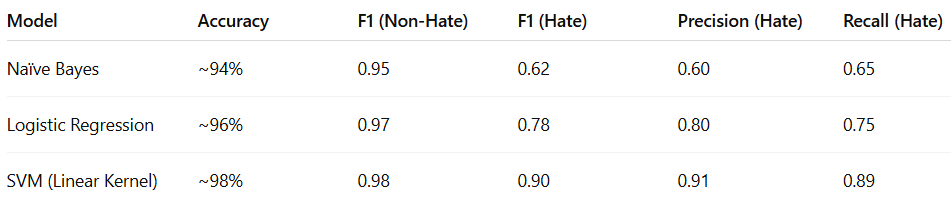 Model Accuracy F1 (Non-Hate) F1 (Hate) Precision (Hate) Recall (Hate)
Naïve Bayes ~94% 0.95 0.62 0.60 0.65
Logistic Regression ~96% 0.97 0.78 0.80 0.75
SVM (Linear Kernel) ~98% 0.98 0.90 0.91 0.89